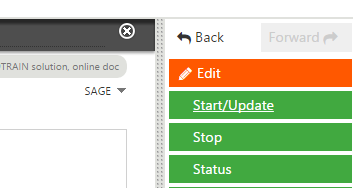 Back
Forward
TRAIN solution, online doc
Edit
SAGE
Start/Update
Stop
Status